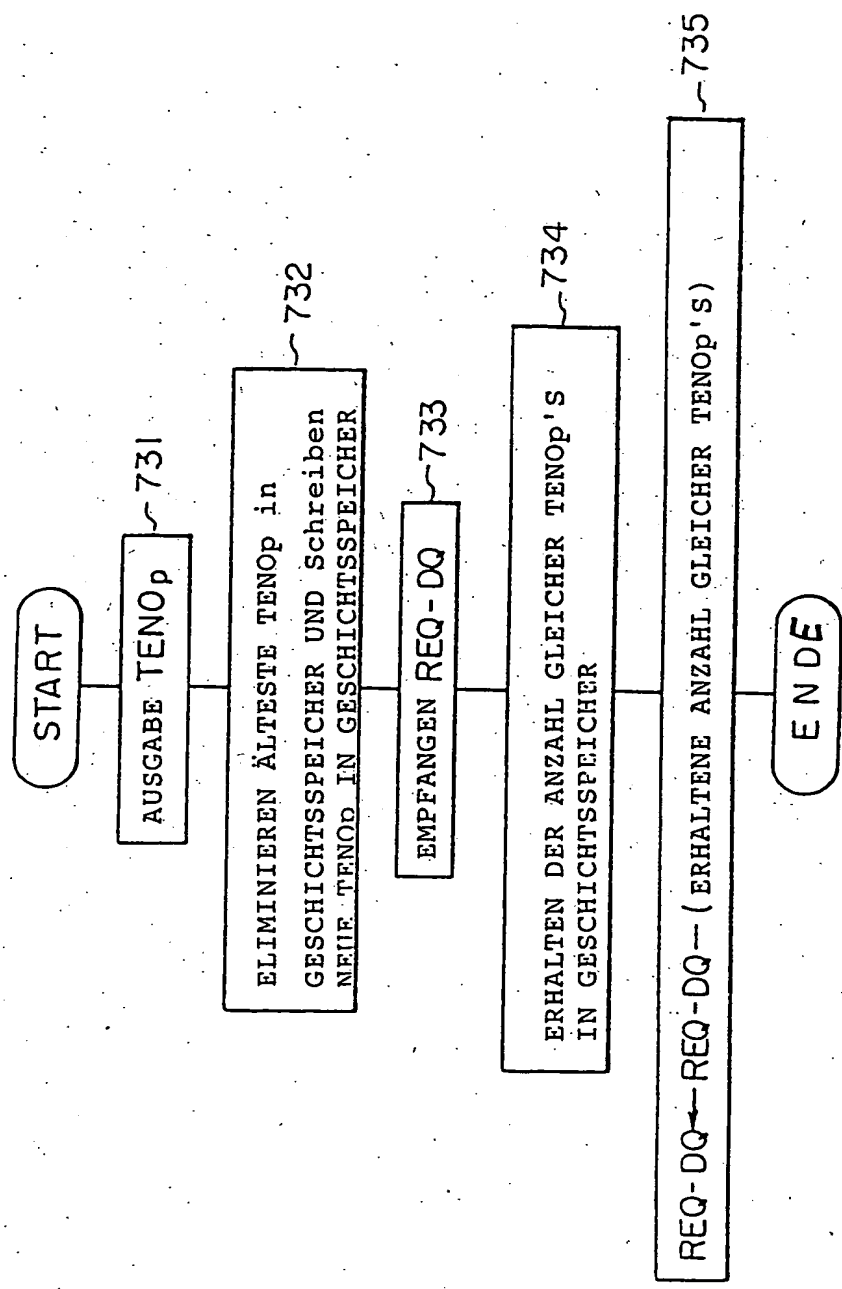 START
AUSGABE TENOp
731
ELIMINIEREN ÄLTESTE TENOp in
GESCHICHTSSPEICHER UND Schreiben
NEUE TENOp IN GESCHICHTSSPEICHER
732
EMPFANGEN REQ-DQ
733
ERHALTEN DER ANZAHL GLEICHER TENOp'S
IN GESCHICHTSSPEICHER
734
REQ-DQ←REQ-DQ—(ERHALTENE ANZAHL GLEICHER TENOp'S)
735
ENDE